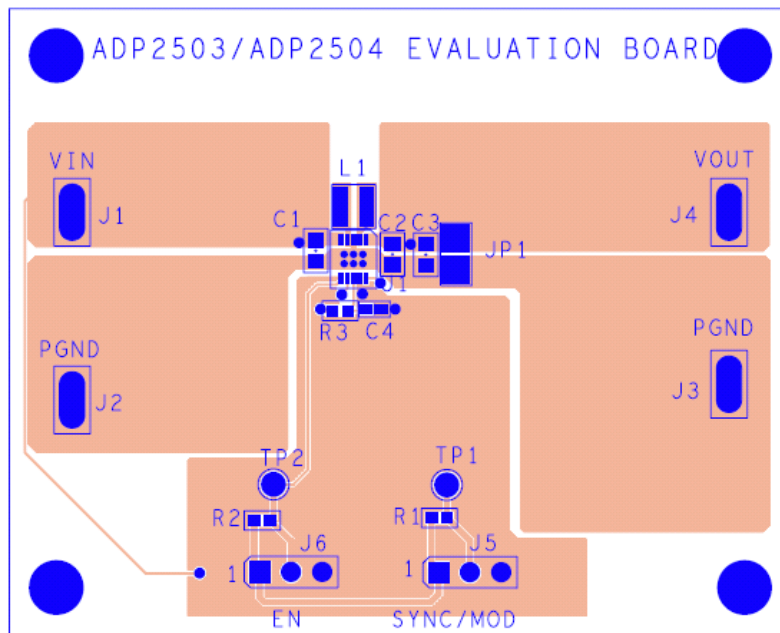 ADP2503/ADP2504 EVALUATION BOARD
VIN
L1
VOUT
J1
C1
C2
C3
J4
JP1
U1
R3
C4
PGND
PGND
J2
J3
TP2
TP1
R2
R1
J6
J5
1
1
EN
SYNC/MOD